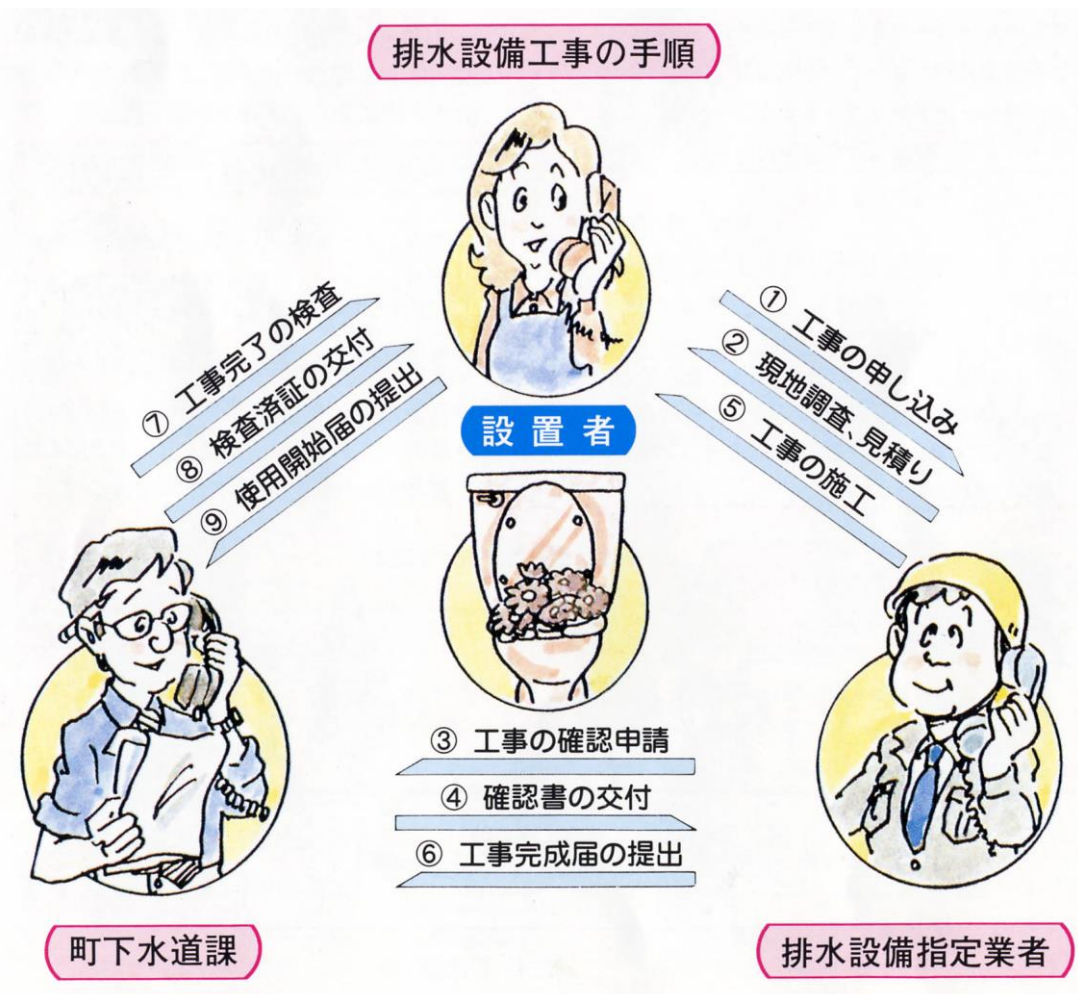 排水設備工事の手順
⑦ 工事完了の検査
⑧ 検査済証の交付
⑨ 使用開始届の提出
① 工事の申し込み
② 現地調査、見積り
⑤ 工事の施工
設置者
③ 工事の確認申請
④ 確認書の交付
⑥ 工事完成届の提出
町下水道課
排水設備指定業者